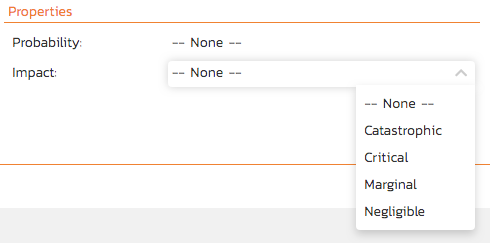 Properties
Probability: -- None --
Impact: -- None --
-- None --
Catastrophic
Critical
Marginal
Negligible